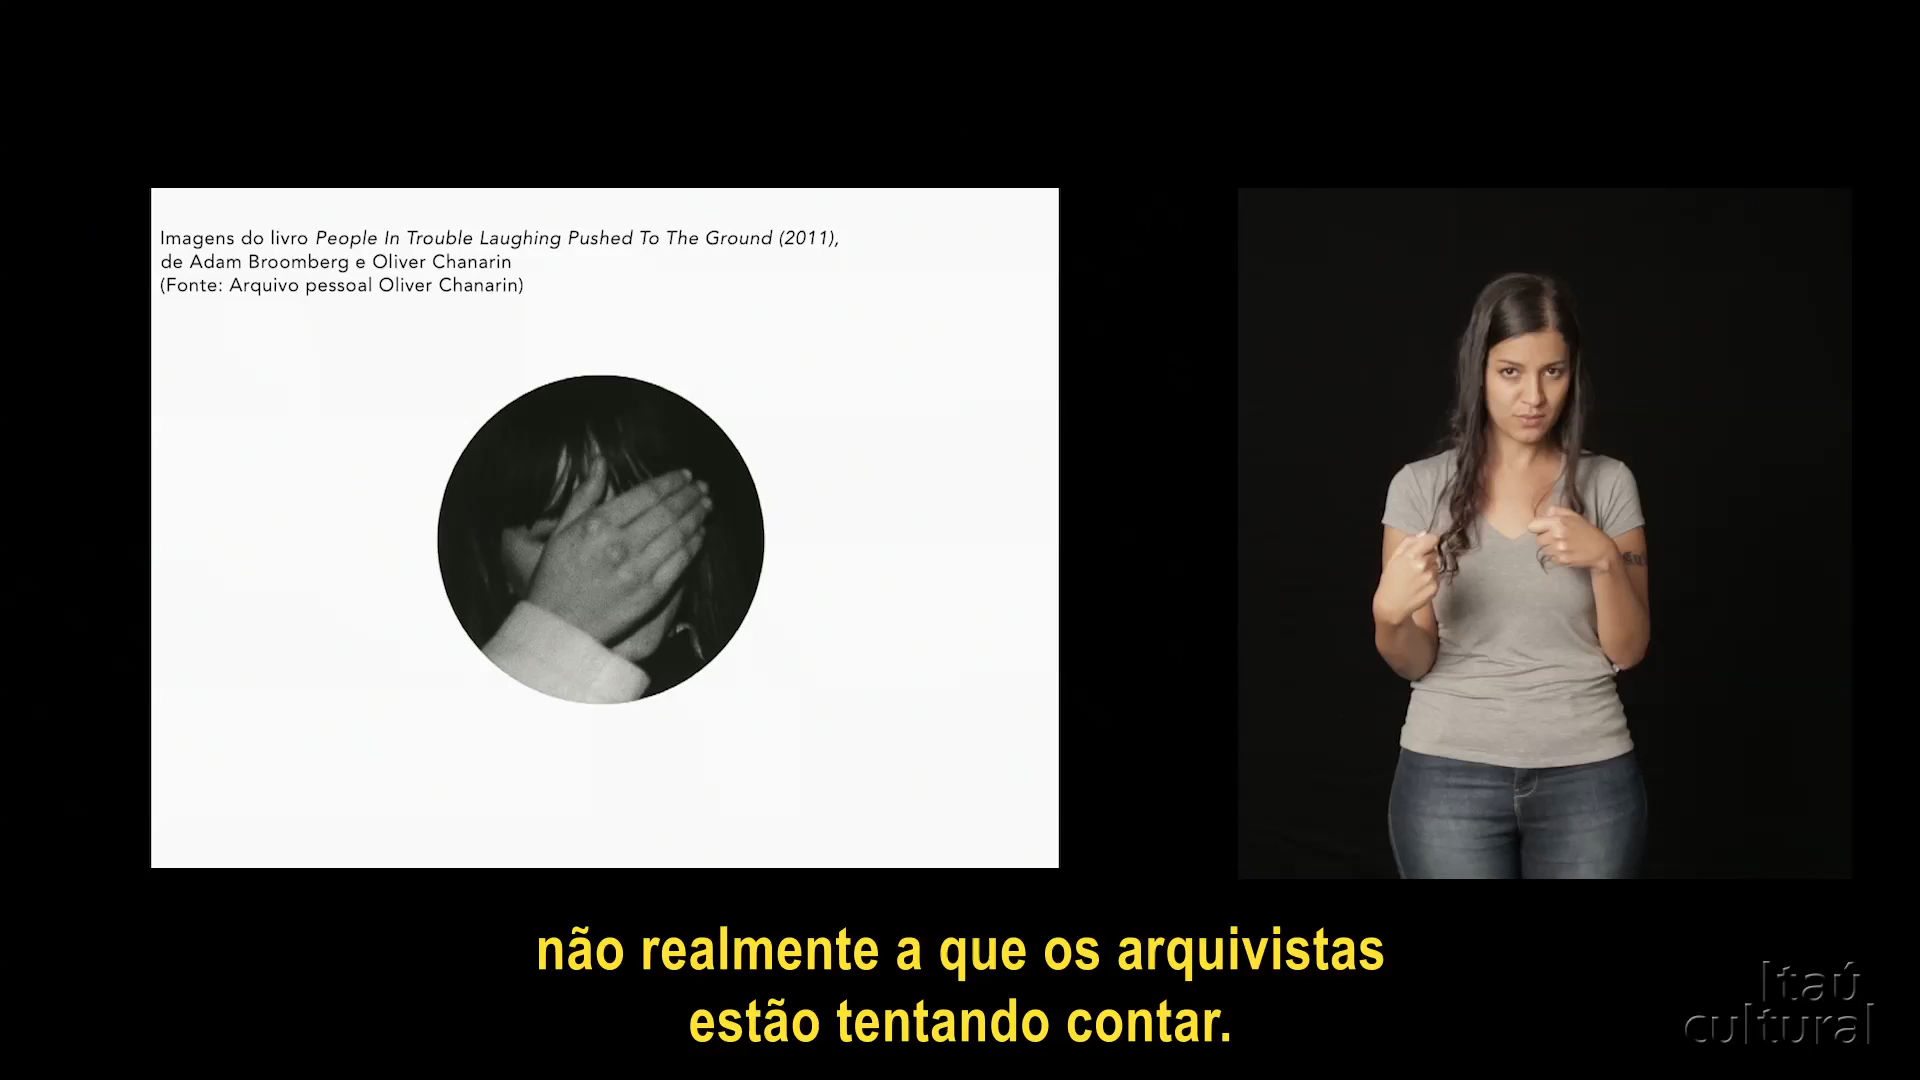 Imagens do livro People In Trouble Laughing Pushed To The Ground (2011),
de Adam Broomberg e Oliver Chanarin
(Fonte: Arquivo pessoal Oliver Chanarin)
não realmente a que os arquivistas
estão tentando contar.
Itaú
cultural